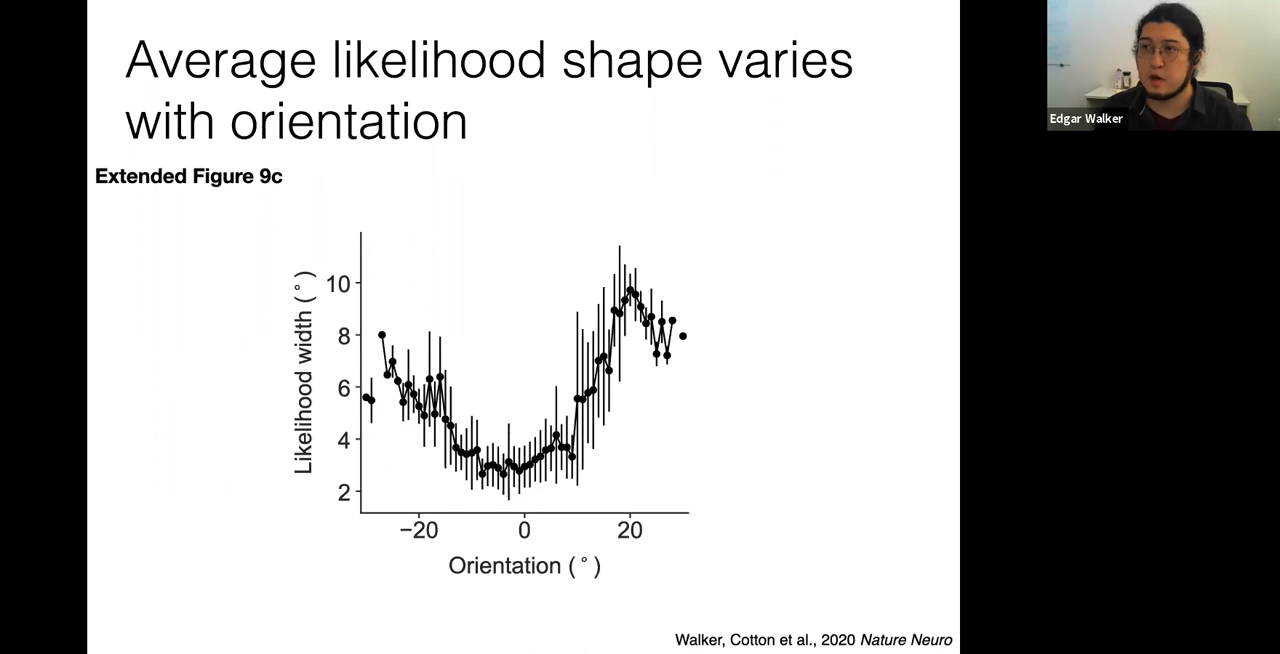 Average likelihood shape varies
with orientation
Extended Figure 9c
Likelihood width (°)
10
8
6
4
2
−20 0 20
Orientation (°)
Walker, Cotton et al., 2020 Nature Neuro
Edgar Walker